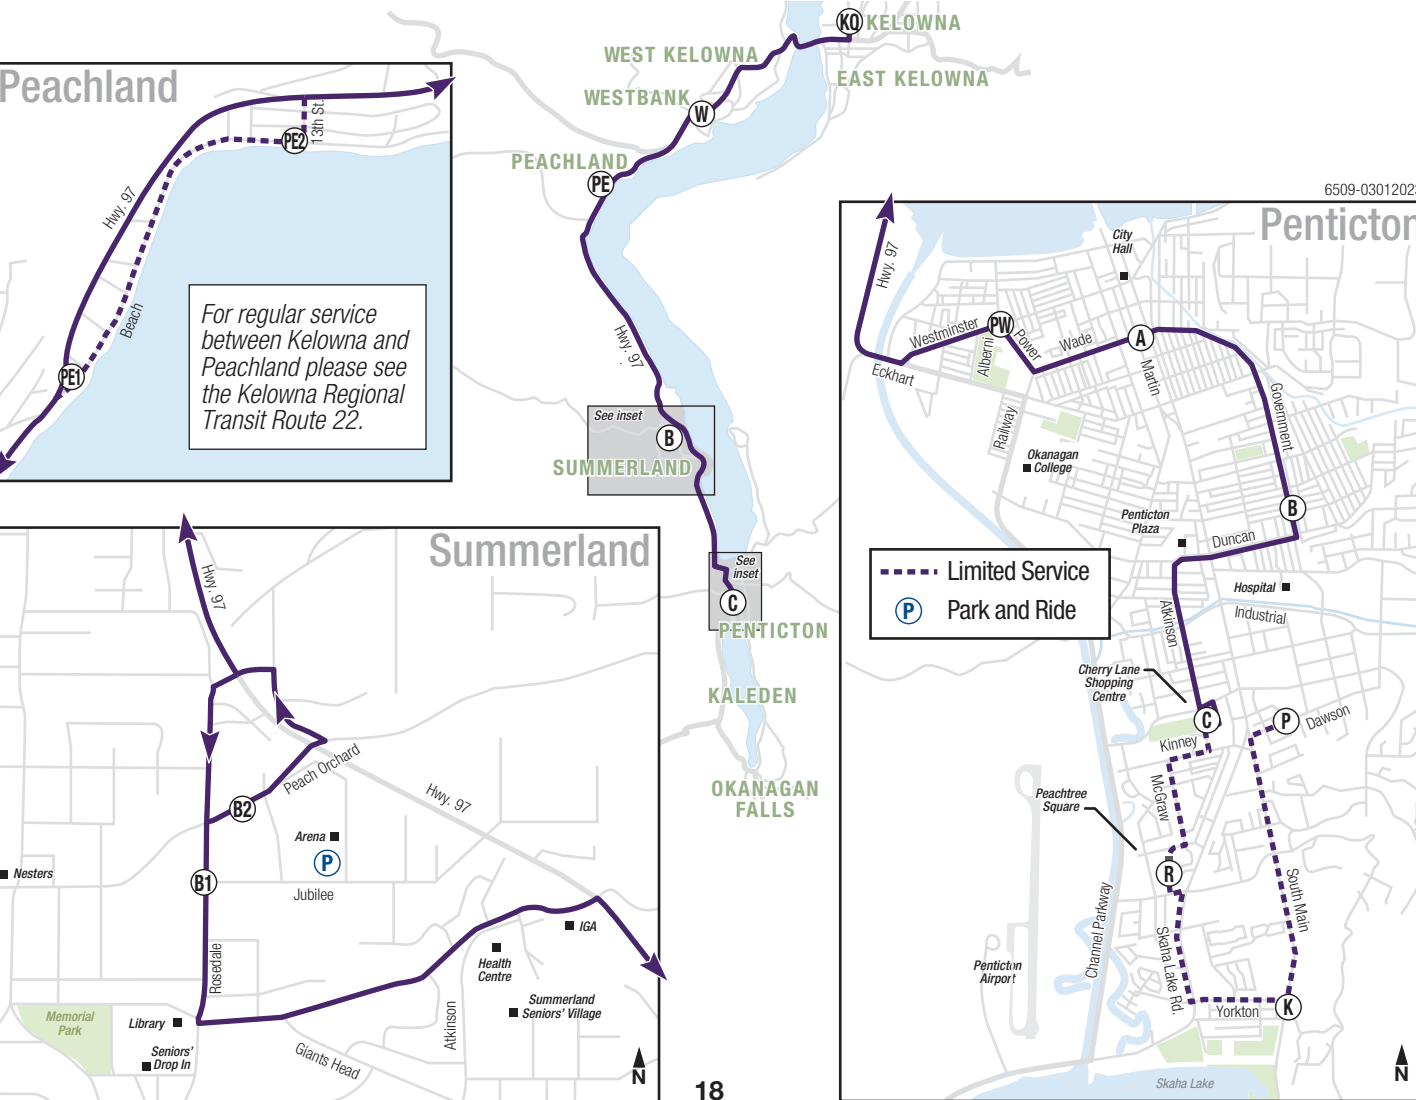 KO
KELOWNA
WEST KELOWNA
EAST KELOWNA
WESTBANK
W
PEACHLAND
PE
Hwy. 97
See inset
B
SUMMERLAND
See
inset
C
PENTICTON
KALEDEN
OKANAGAN
FALLS
Peachland
13th St.
PE2
Hwy. 97
Beach
PE1
For regular service
between Kelowna and
Peachland please see
the Kelowna Regional
Transit Route 22.
Summerland
Hwy. 97
Peach Orchard
B2
Hwy. 97
Arena
P
Nesters
B1
Jubilee
IGA
Rosedale
Health
Centre
Memorial
Park
Library
Summerland
Seniors' Village
Atkinson
Seniors'
Drop In
Giants Head
N
18
6509-03012023
Penticton
City
Hall
Hwy. 97
Westminster
PW
Power
Wade
A
Alberni
Eckhart
Martin
Government
Railway
Okanagan
College
B
Penticton
Plaza
Duncan
Limited Service
P
Park and Ride
Hospital
Industrial
Atkinson
Cherry Lane
Shopping
Centre
C
P
Dawson
Kinney
McGraw
Peachtree
Square
R
South Main
Channel Parkway
Skaha Lake Rd.
Penticton
Airport
K
Yorkton
Skaha Lake
N